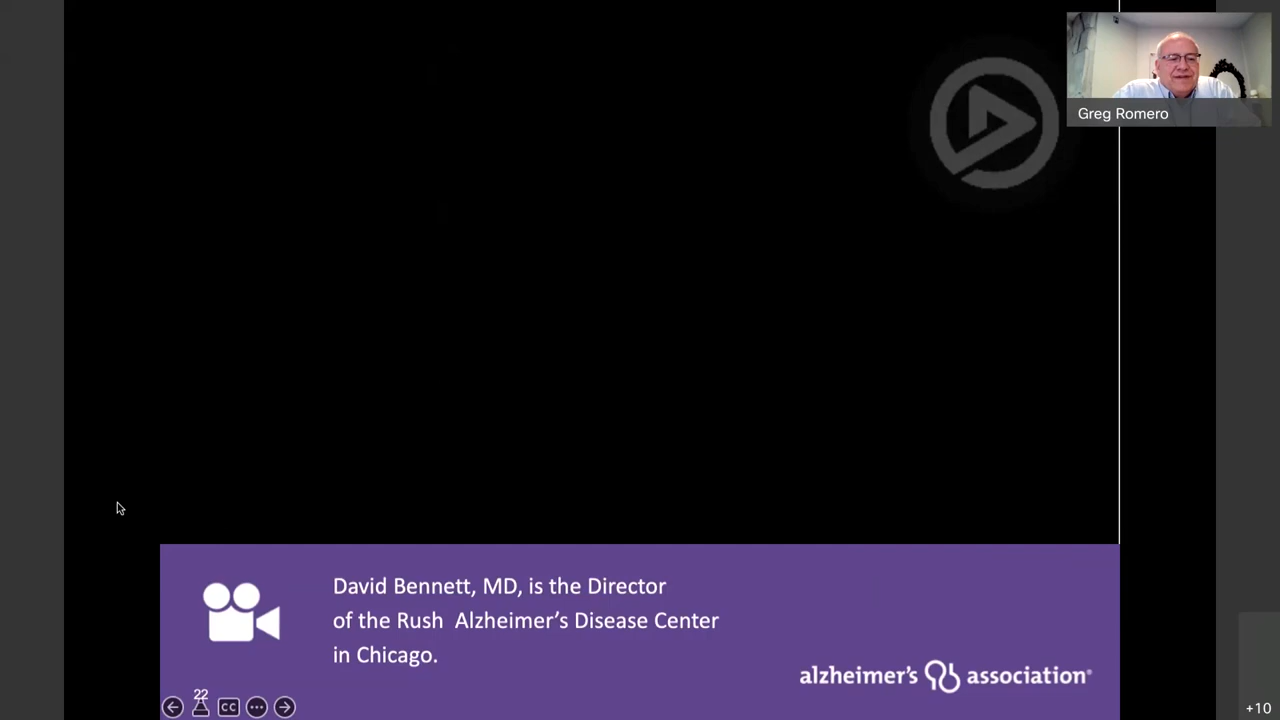 Greg Romero
David Bennett, MD, is the Director
of the Rush Alzheimer's Disease Center
in Chicago.
alzheimer's association®
22
CC
+10